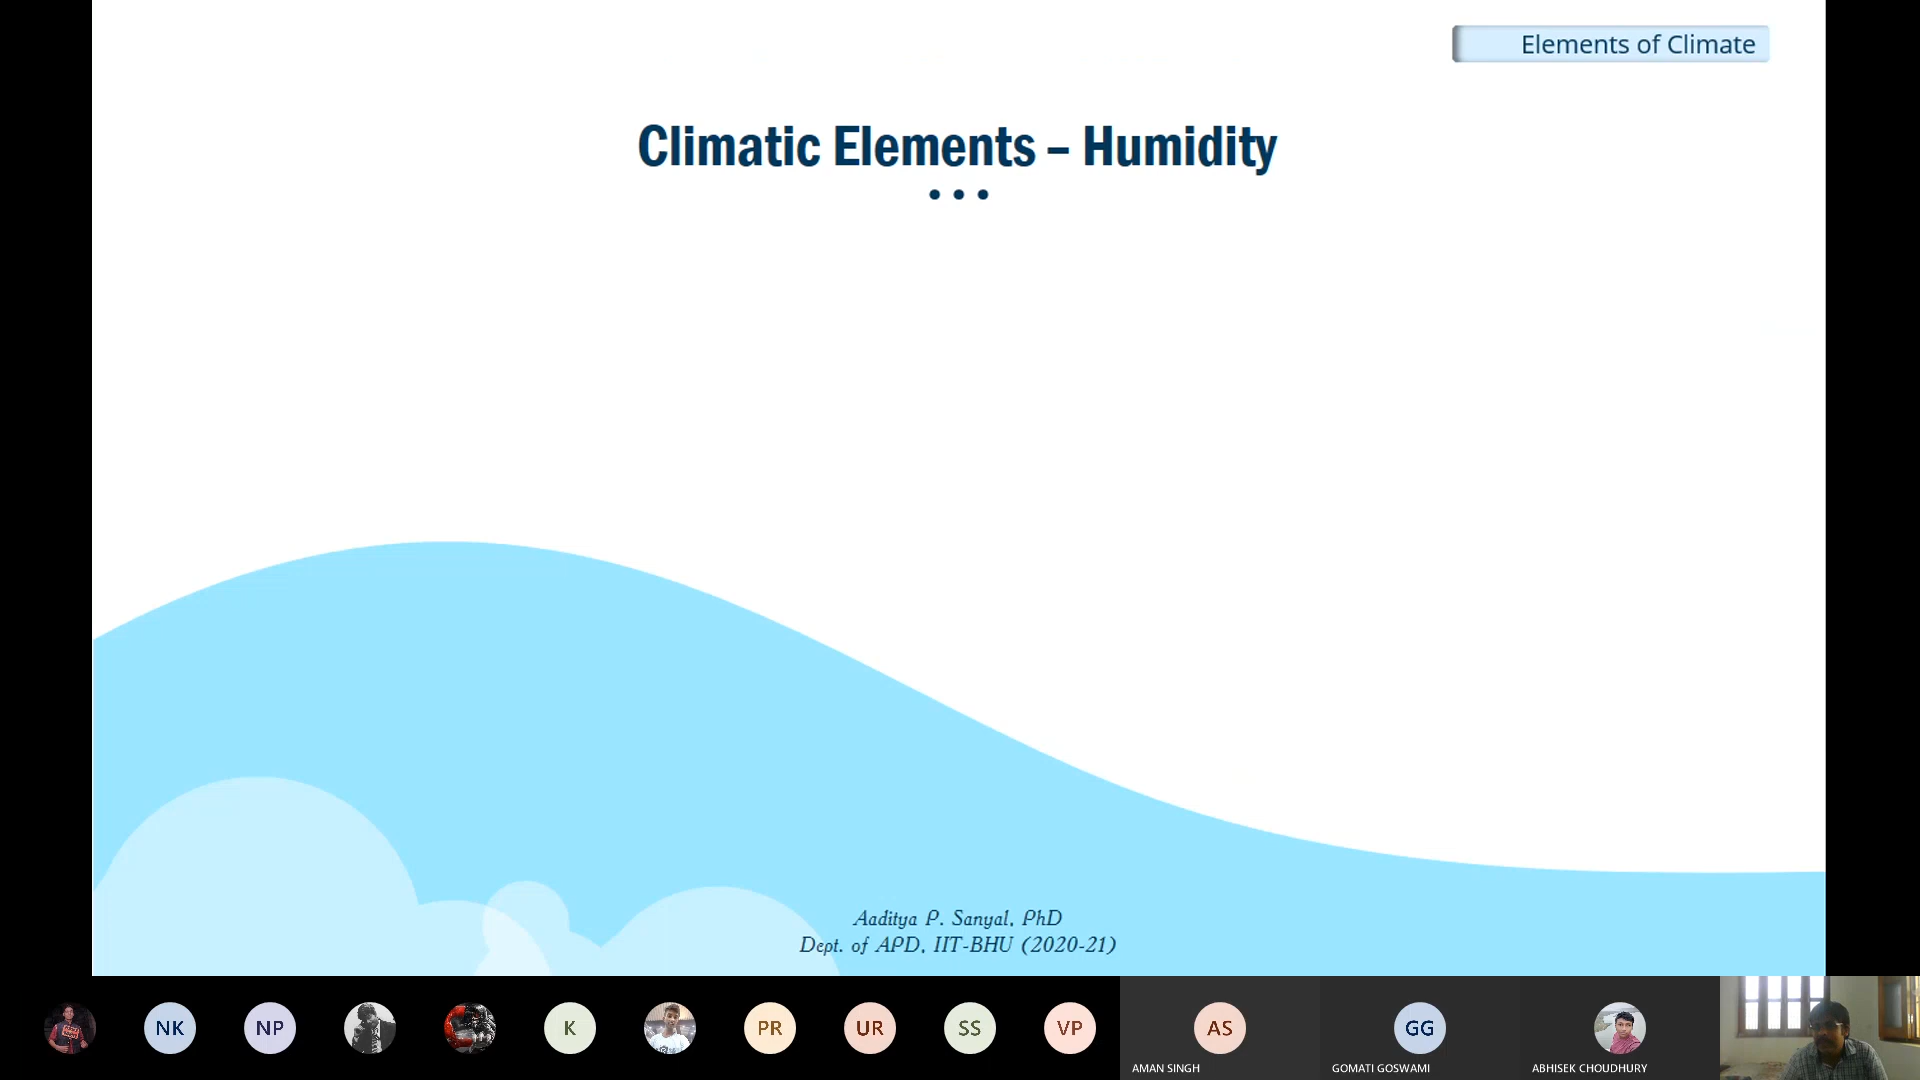 Elements of Climate
Climatic Elements – Humidity
Aaditya P. Sanyal, PhD
Dept. of APD, IIT-BHU (2020-21)
NK
NP
K
PR
UR
SS
VP
AS
GG
AMAN SINGH
GOMATI GOSWAMI
ABHISEK CHOUDHURY